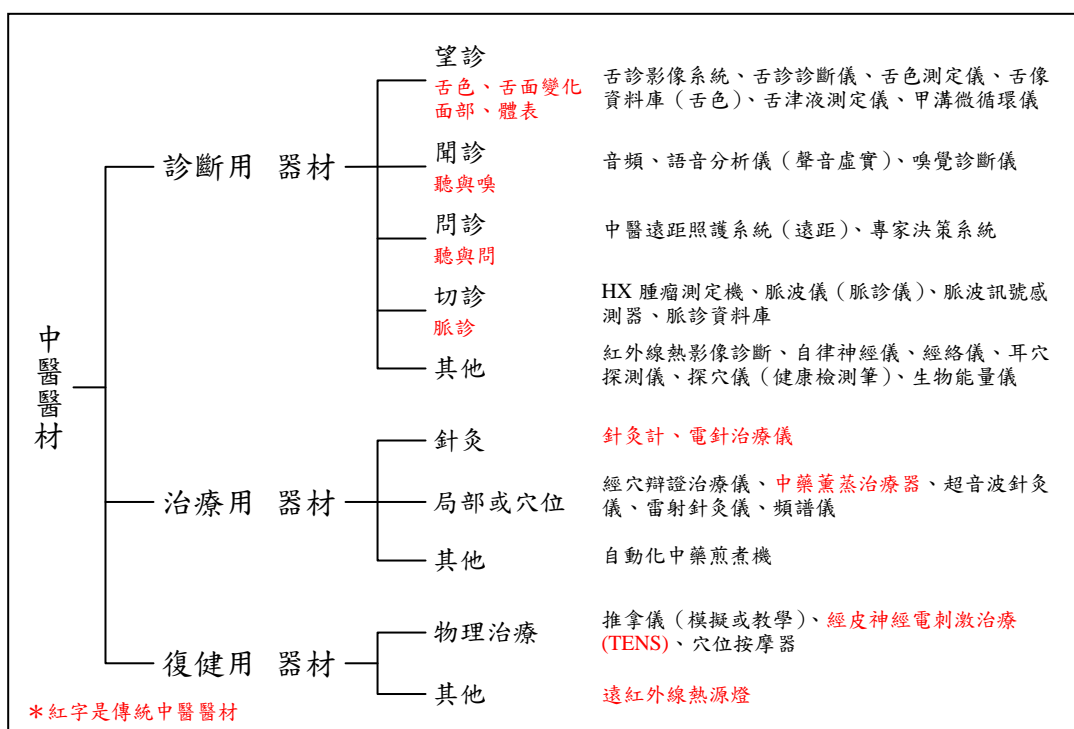 中醫醫材
診斷用 器材
望診
舌色、舌面變化
面部、體表
舌診影像系統、舌診診斷儀、舌色測定儀、舌像
資料庫（舌色）、舌津液測定儀、甲溝微循環儀
聞診
聽與嗅
音頻、語音分析儀（聲音虛實）、嗅覺診斷儀
問診
聽與問
中醫遠距照護系統（遠距）、專家決策系統
切診
脈診
HX 腫瘤測定機、脈波儀（脈診儀）、脈波訊號感
測器、脈診資料庫
其他
紅外線熱影像診斷、自律神經儀、經絡儀、耳穴
探測儀、探穴儀（健康檢測筆）、生物能量儀
治療用 器材
針灸
針灸計、電針治療儀
局部或穴位
經穴辯證治療儀、中藥薰蒸治療器、超音波針灸
儀、雷射針灸儀、頻譜儀
其他
自動化中藥煎煮機
復健用 器材
物理治療
推拿儀（模擬或教學）、經皮神經電刺激治療
(TENS)、穴位按摩器
其他
遠紅外線熱源燈
＊紅字是傳統中醫醫材